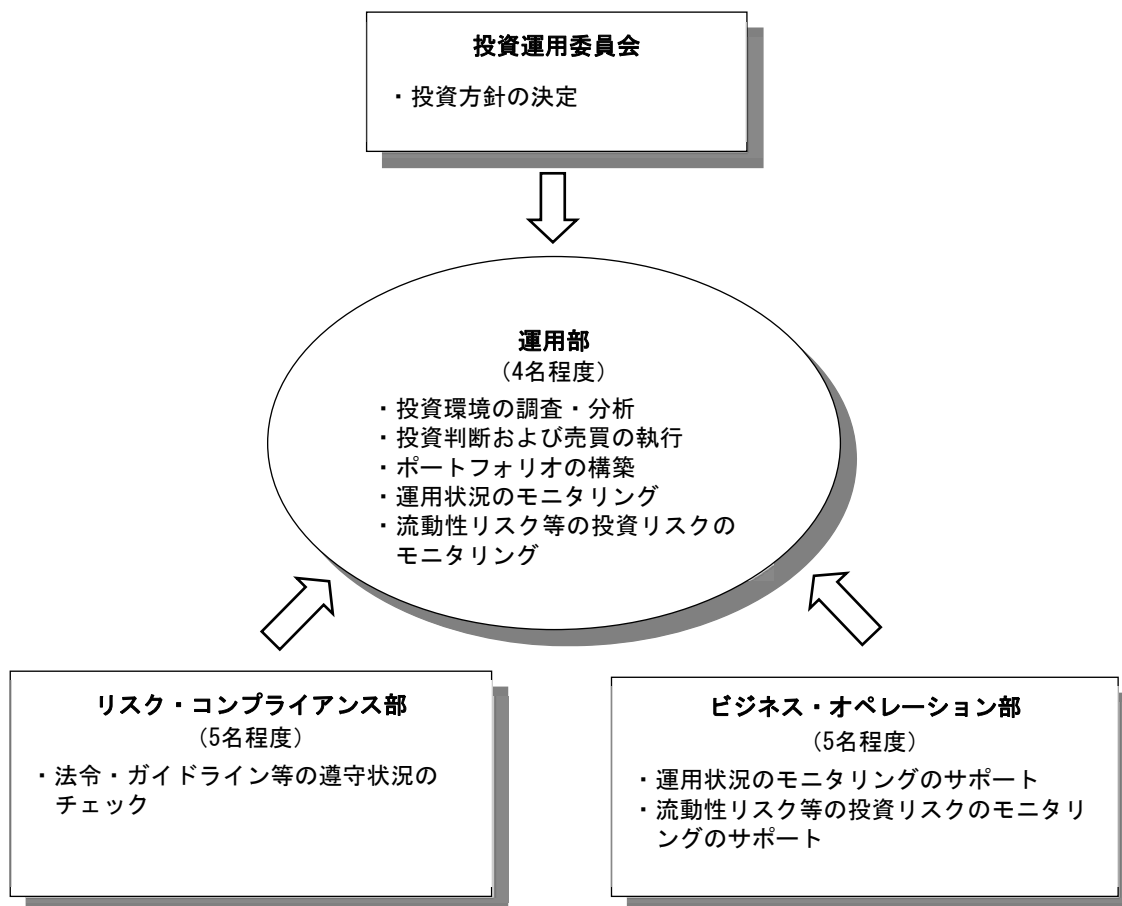 投資運用委員会
・投資方針の決定
運用部
（4名程度）
・投資環境の調査・分析
・投資判断および売買の執行
・ポートフォリオの構築
・運用状況のモニタリング
・流動性リスク等の投資リスクの
モニタリング
リスク・コンプライアンス部
（5名程度）
・法令・ガイドライン等の遵守状況の
チェック
ビジネス・オペレーション部
（5名程度）
・運用状況のモニタリングのサポート
・流動性リスク等の投資リスクのモニタリ
ングのサポート